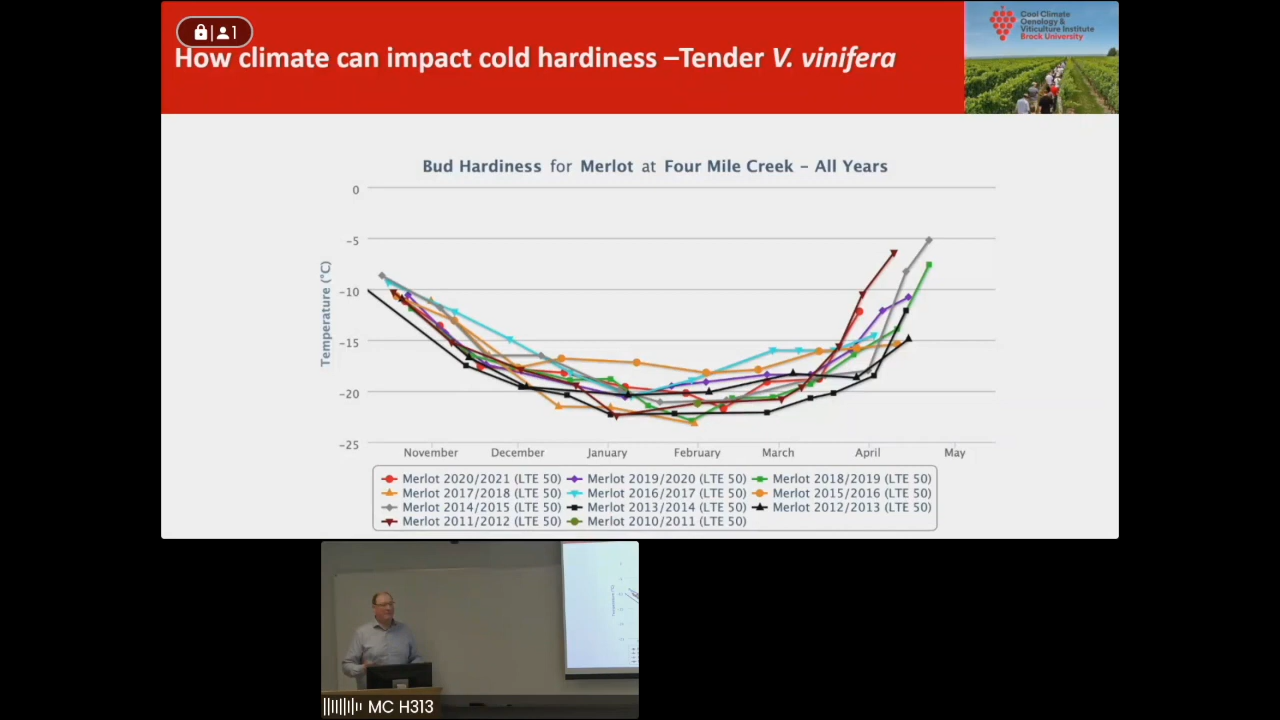 1
How climate can impact cold hardiness –Tender V. vinifera
Cool Climate
Oenology &
Viticulture Institute
Brock University
Bud Hardiness for Merlot at Four Mile Creek – All Years
Temperature (°C)
0
-5
-10
-15
-20
-25
November December January February March April May
Merlot 2020/2021 (LTE 50) Merlot 2019/2020 (LTE 50) Merlot 2018/2019 (LTE 50)
Merlot 2017/2018 (LTE 50) Merlot 2016/2017 (LTE 50) Merlot 2015/2016 (LTE 50)
Merlot 2014/2015 (LTE 50) Merlot 2013/2014 (LTE 50) Merlot 2012/2013 (LTE 50)
Merlot 2011/2012 (LTE 50) Merlot 2010/2011 (LTE 50)
MC H313